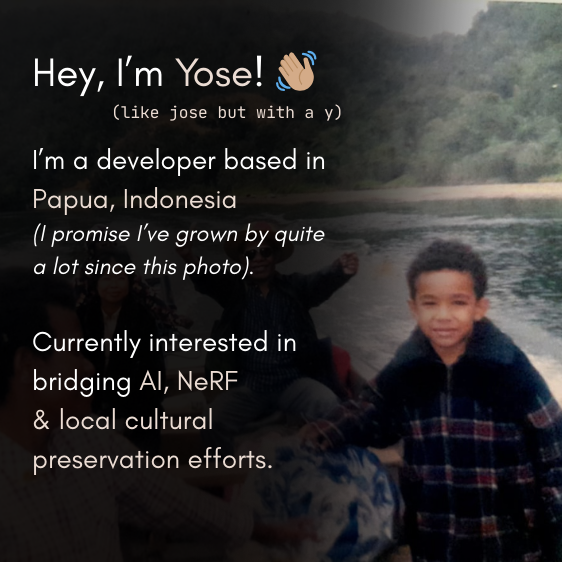 Hey, I'm Yose! 👋🏼
(like jose but with a y)
I'm a developer based in
Papua, Indonesia
(I promise I've grown by quite
a lot since this photo).
Currently interested in
bridging AI, NeRF
& local cultural
preservation efforts.